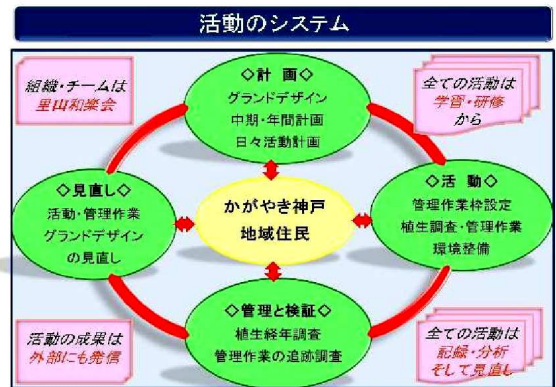 活動のシステム
組織・チームは
里山和楽会
◇計 画◇
グランドデザイン
中期・年間計画
日々活動計画
全ての活動は
学習・研修
から
◇見直し◇
活動・管理作業
グランドデザイン
の見直し
かがやき神戸
地域住民
◇活 動◇
管理作業枠設定
植生調査・管理作業
環境整備
◇管理と検証◇
植生経年調査
管理作業の追跡調査
活動の成果は
外部にも発信
全ての活動は
記録・分析
そして見直し